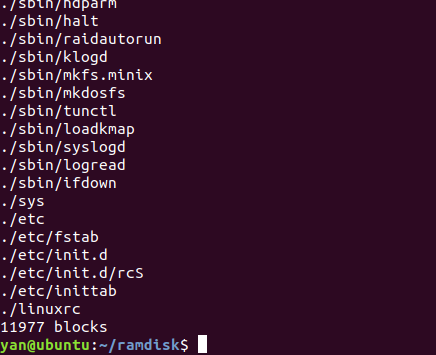 ./sbin/hdparm
./sbin/halt
./sbin/raidautorun
./sbin/klogd
./sbin/mkfs.minix
./sbin/mkdosfs
./sbin/tunctl
./sbin/loadkmap
./sbin/syslogd
./sbin/logread
./sbin/ifdown
./sys
./etc
./etc/fstab
./etc/init.d
./etc/init.d/rcS
./etc/inittab
./linuxrc
11977 blocks
yan@ubuntu:~/ramdisk$